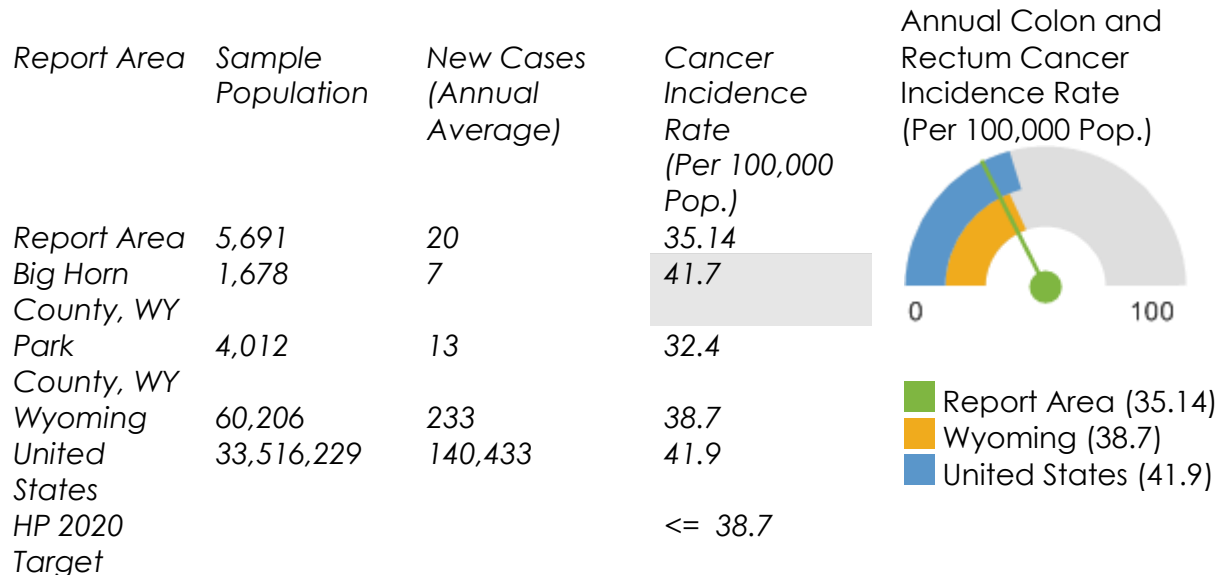 Report Area Sample Population New Cases (Annual Average) Cancer Incidence Rate (Per 100,000 Pop.)
Report Area 5,691 20 35.14
Big Horn County, WY 1,678 7 41.7
Park County, WY 4,012 13 32.4
Wyoming 60,206 233 38.7
United States 33,516,229 140,433 41.9
HP 2020 Target <= 38.7
Annual Colon and
Rectum Cancer
Incidence Rate
(Per 100,000 Pop.)
0 100
Report Area (35.14)
Wyoming (38.7)
United States (41.9)